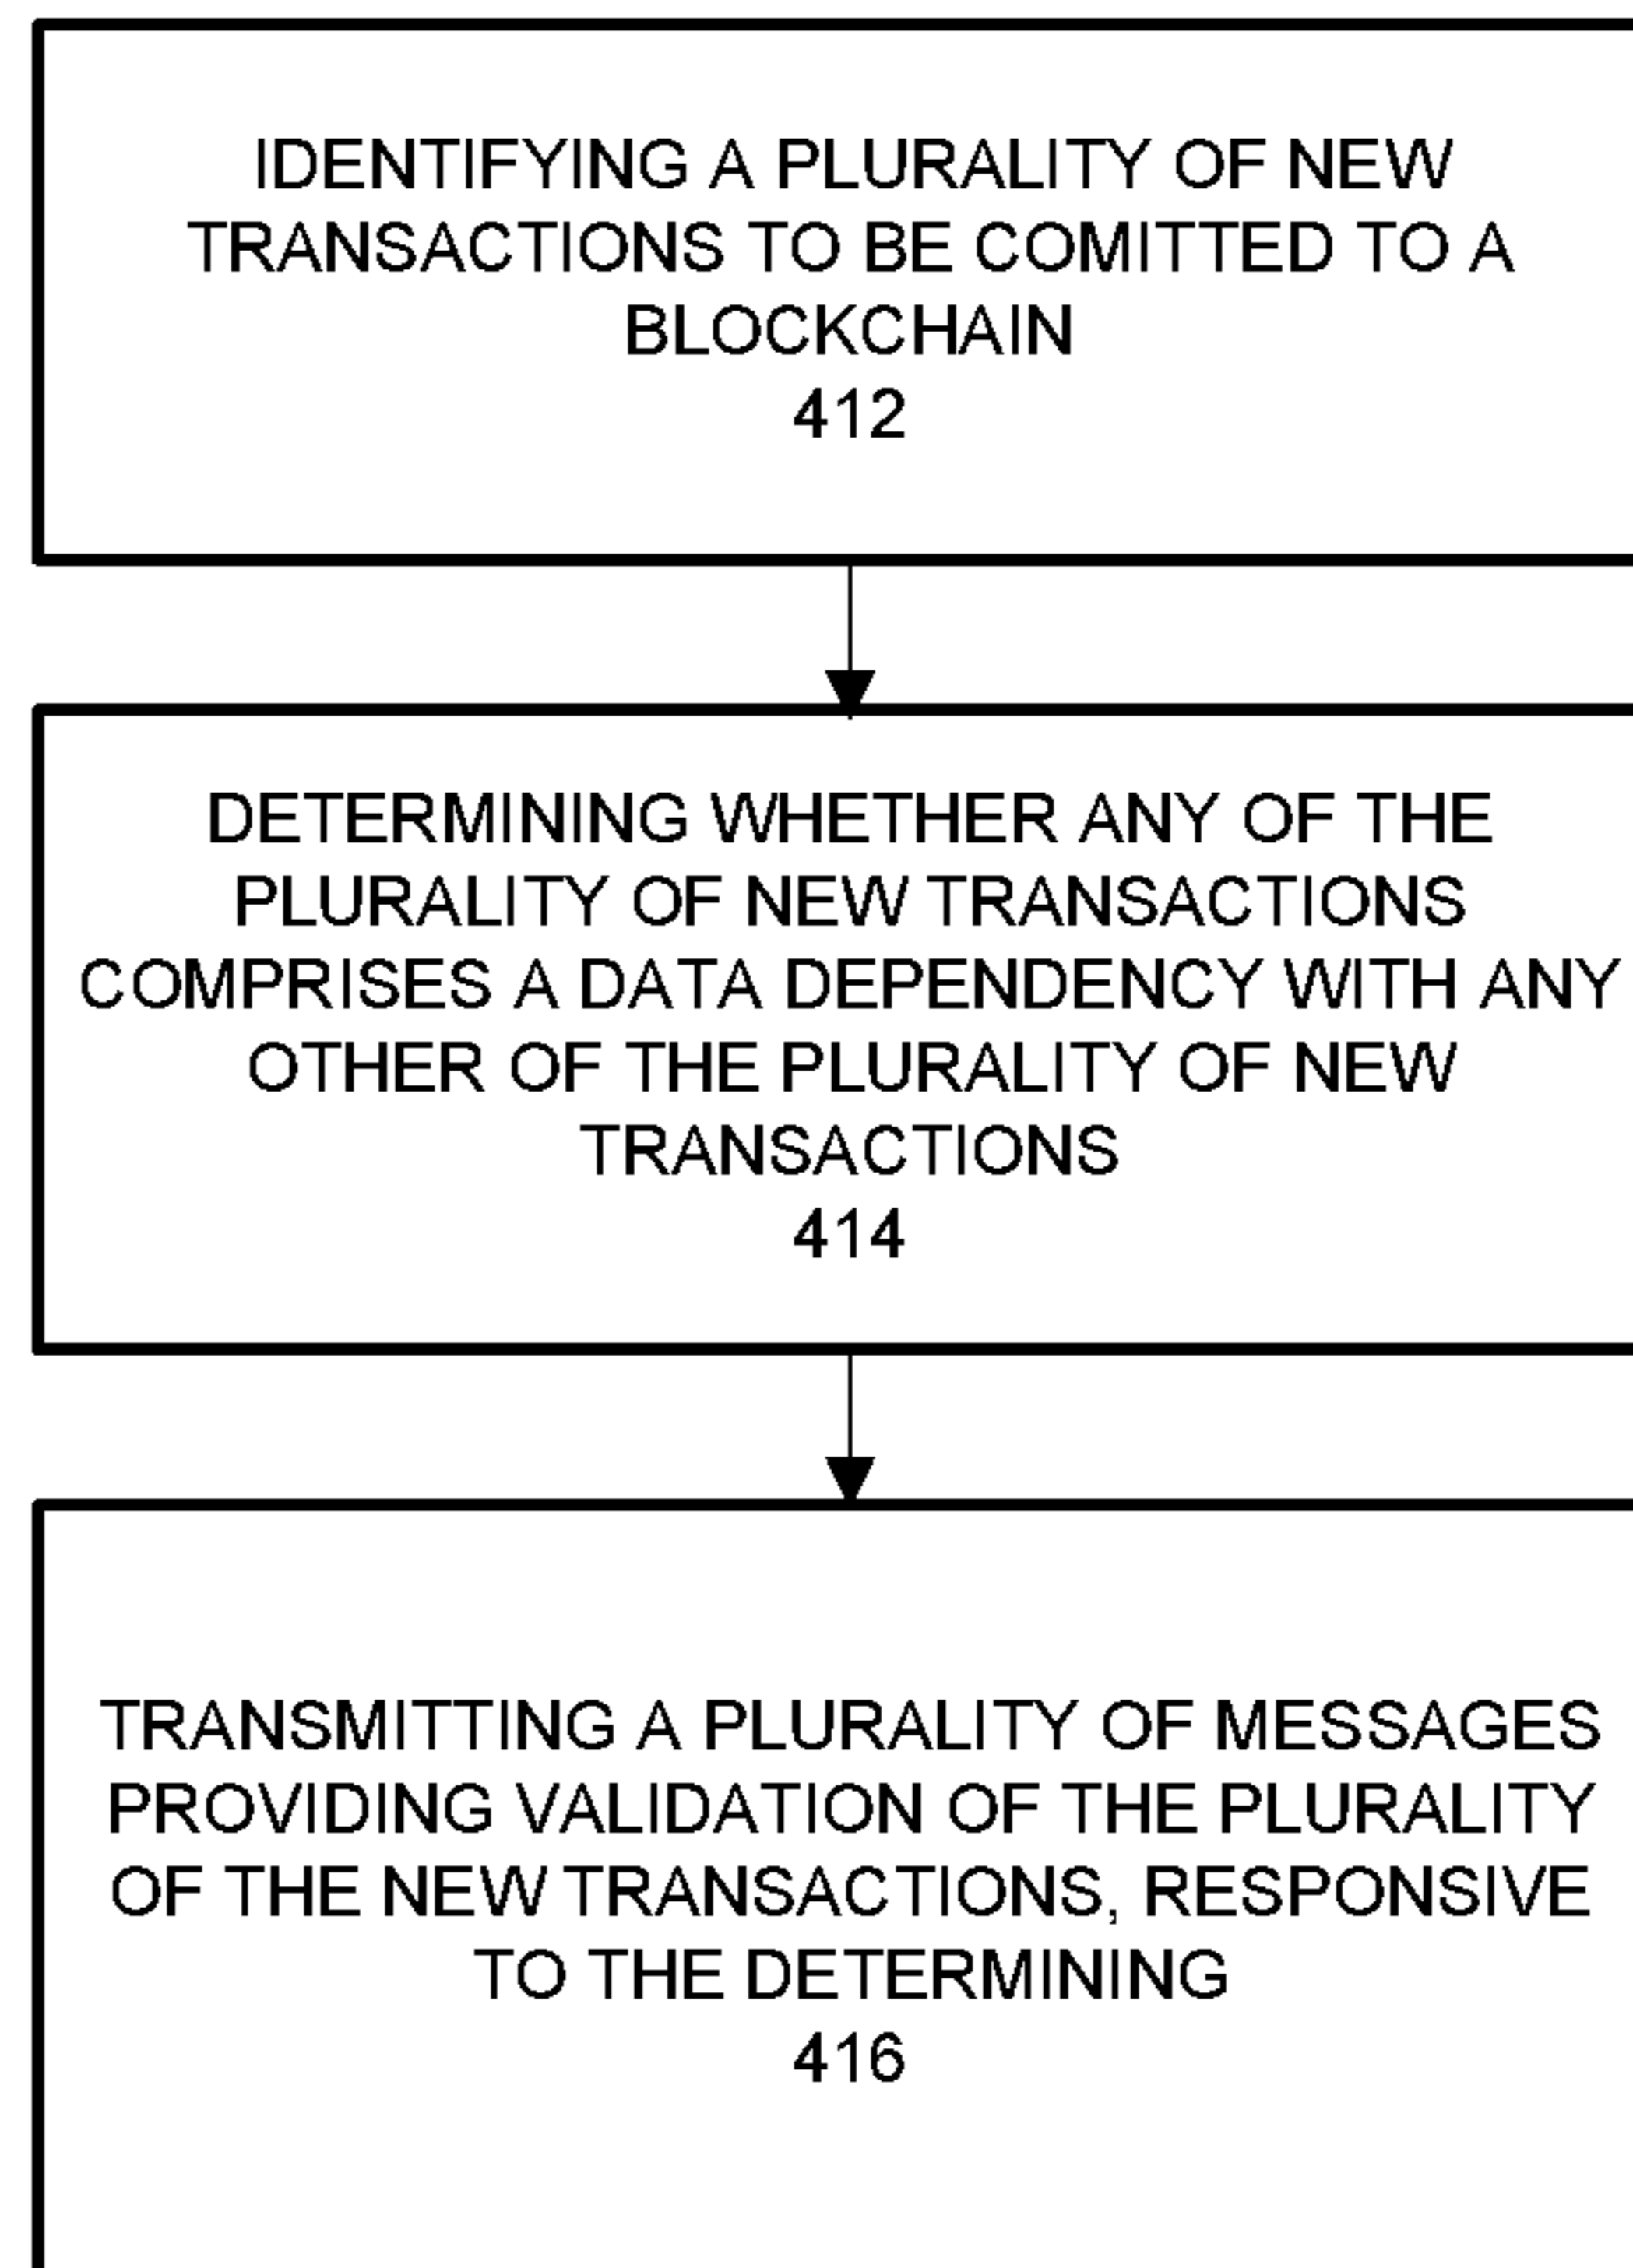 IDENTIFYING A PLURALITY OF NEW
TRANSACTIONS TO BE COMITTED TO A
BLOCKCHAIN
412
DETERMINING WHETHER ANY OF THE
PLURALITY OF NEW TRANSACTIONS
COMPRISES A DATA DEPENDENCY WITH ANY
OTHER OF THE PLURALITY OF NEW
TRANSACTIONS
414
TRANSMITTING A PLURALITY OF MESSAGES
PROVIDING VALIDATION OF THE PLURALITY
OF THE NEW TRANSACTIONS, RESPONSIVE
TO THE DETERMINING
416